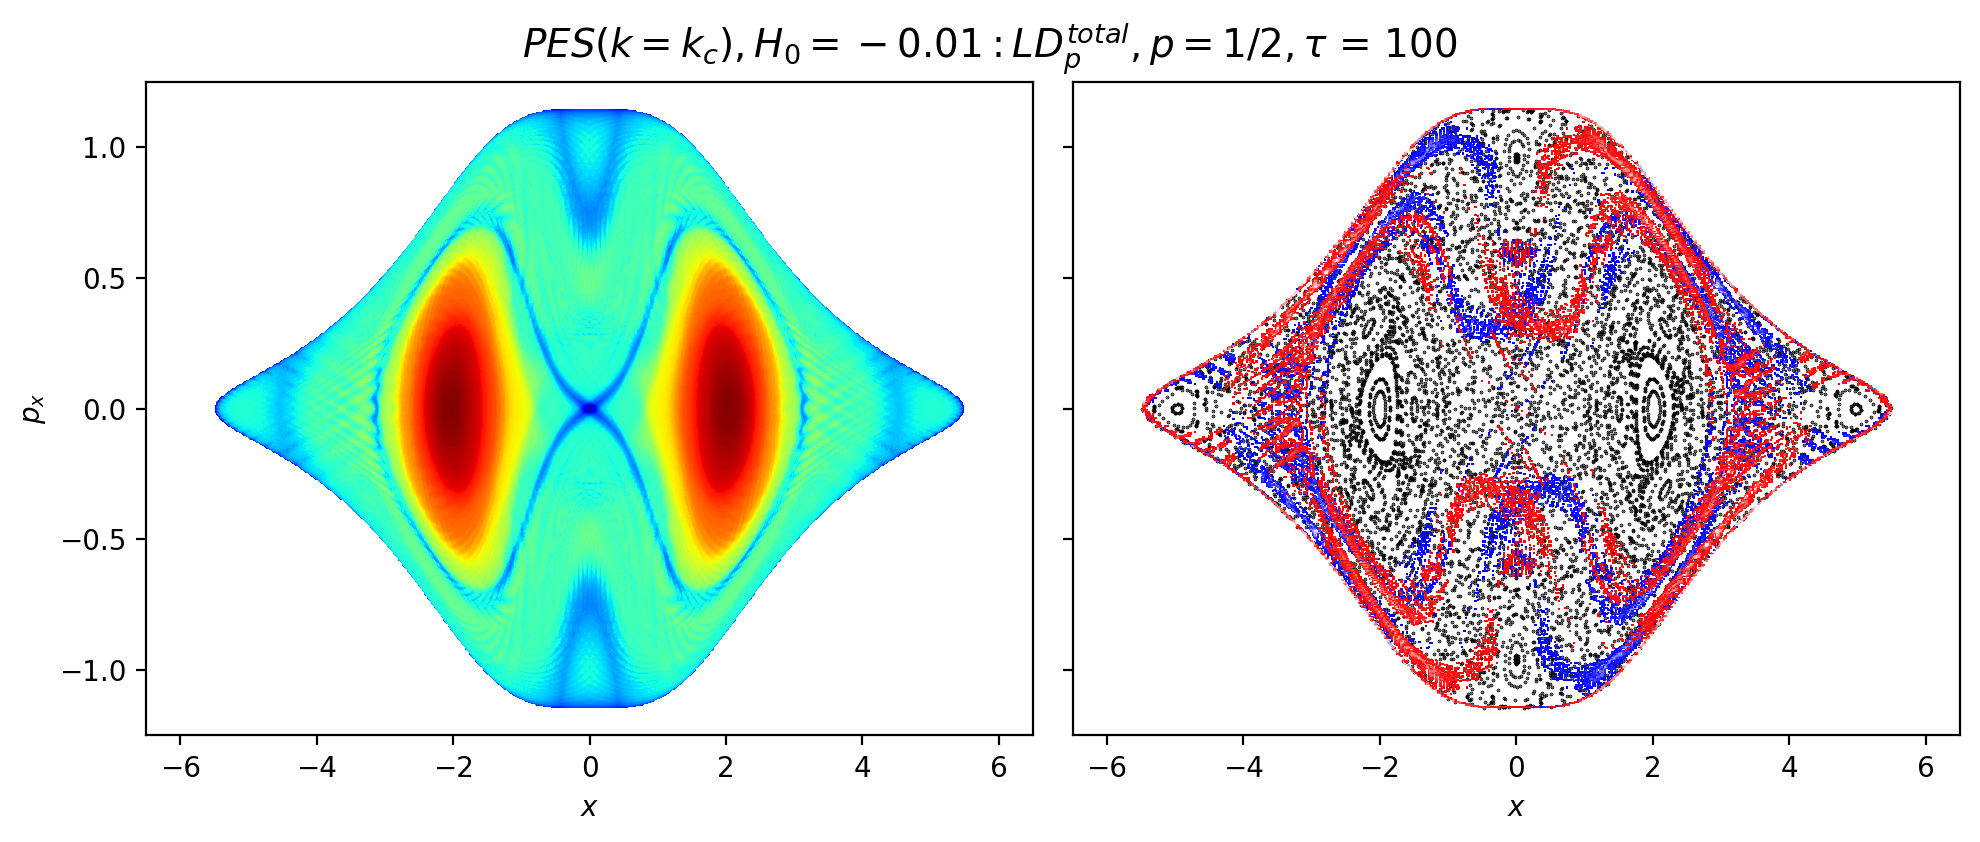 PES(k = k_c), H_0 = −0.01 : LD_p^{total}, p = 1/2, τ = 100
1.0
0.5
0.0
−0.5
−1.0
p_x
−6 −4 −2 0 2 4 6
x
−6 −4 −2 0 2 4 6
x